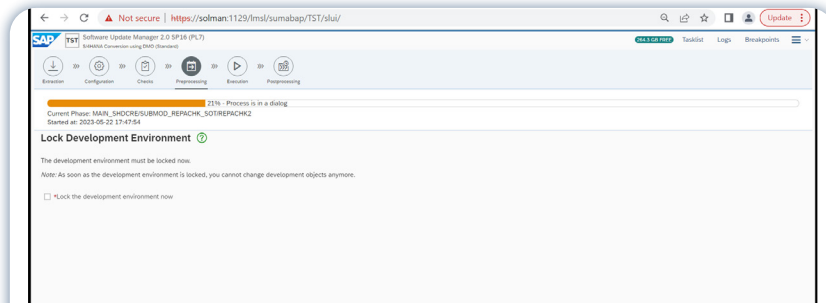 Not secure | https://solman:1129/lmsl/sumabap/TST/slui/
Update
SAP TST Software Update Manager 2.0 SP16 (PL7)
S/4HANA Conversion using DMO (Standard)
264.3 GB FREE Tasklist Logs Breakpoints
Extraction Configuration Checks Preprocessing Execution Postprocessing
21% - Process is in a dialog
Current Phase: MAIN_SHDCRE/SUBMOD_REPACHK_SOT/REPACHK2
Started at: 2023-05-22 17:47:54
Lock Development Environment ?
The development environment must be locked now.
Note: As soon as the development environment is locked, you cannot change development objects anymore.
*Lock the development environment now